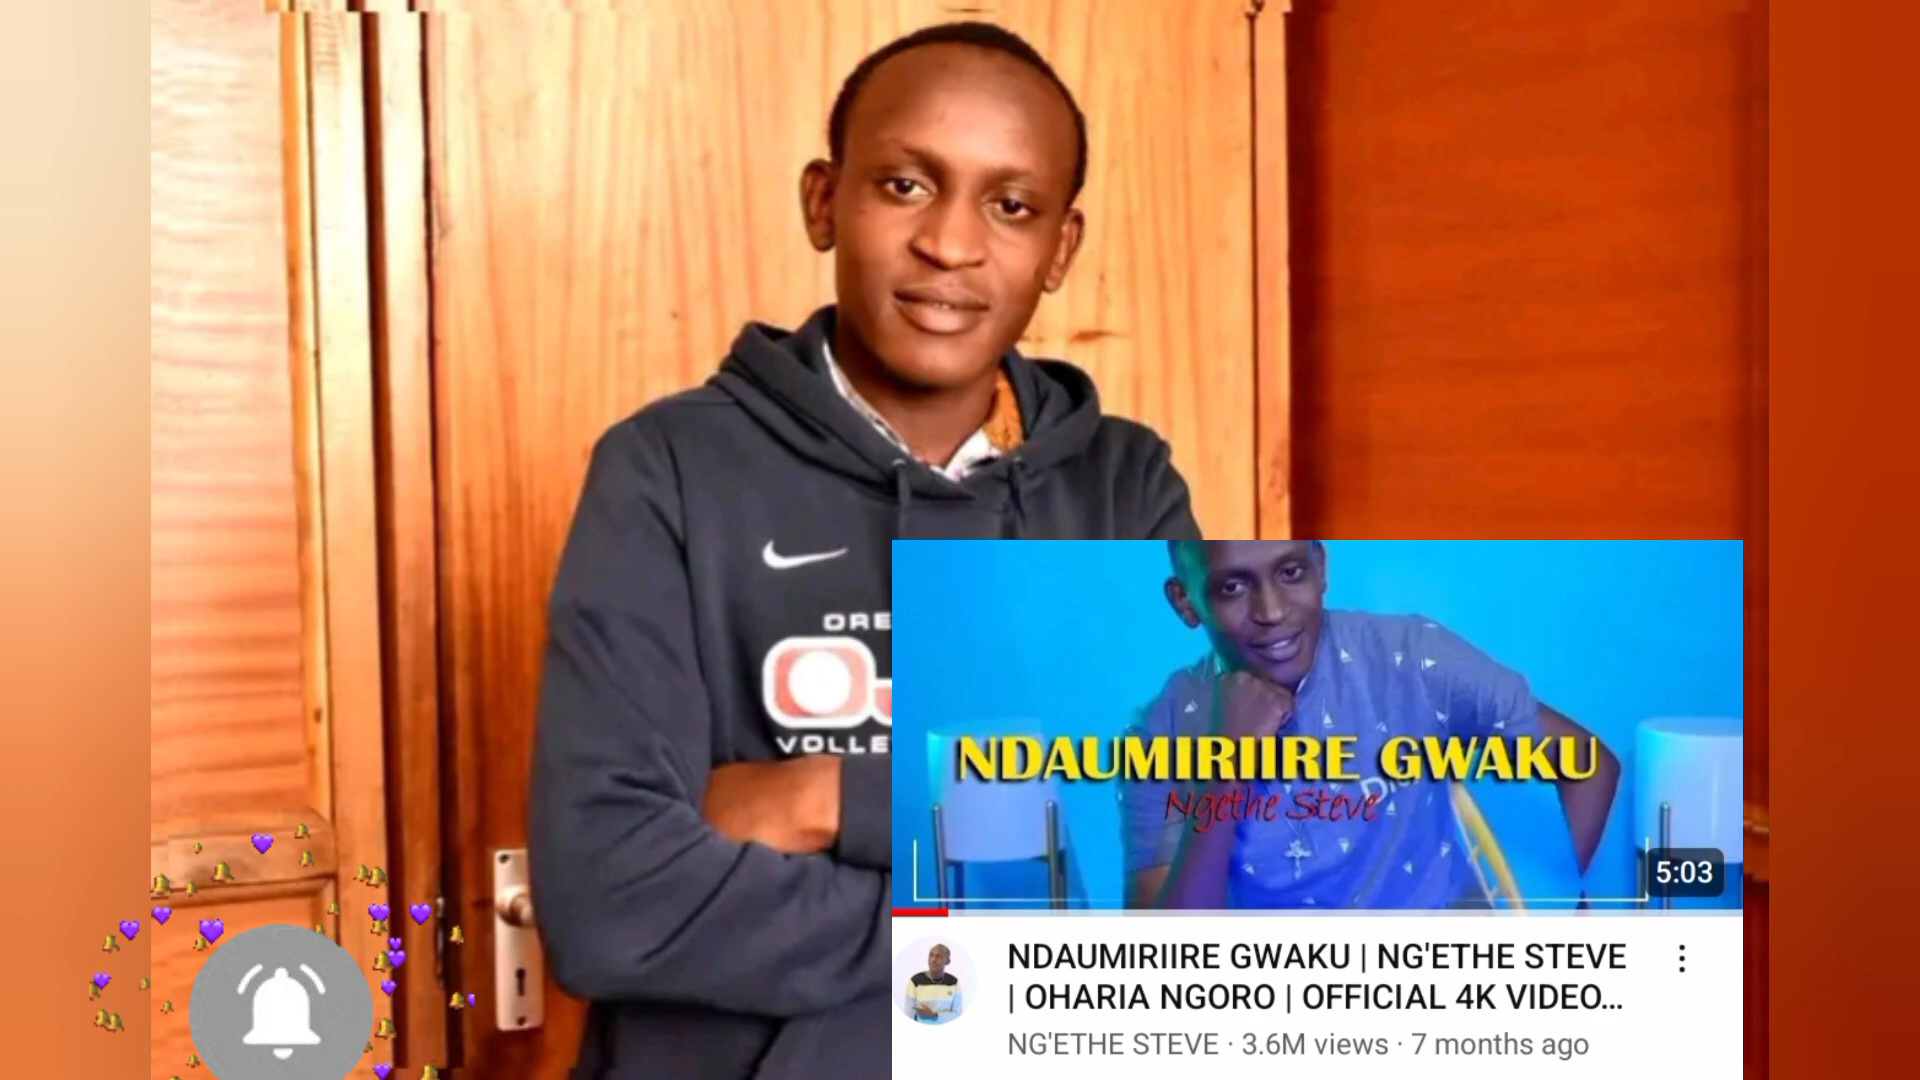 ORE
VOLLE
NDAUMIRIIRE GWAKU
Ngethe Steve
5:03
NDAUMIRIIRE GWAKU | NG'ETHE STEVE
| OHARIA NGORO | OFFICIAL 4K VIDEO...
NG'ETHE STEVE · 3.6M views · 7 months ago